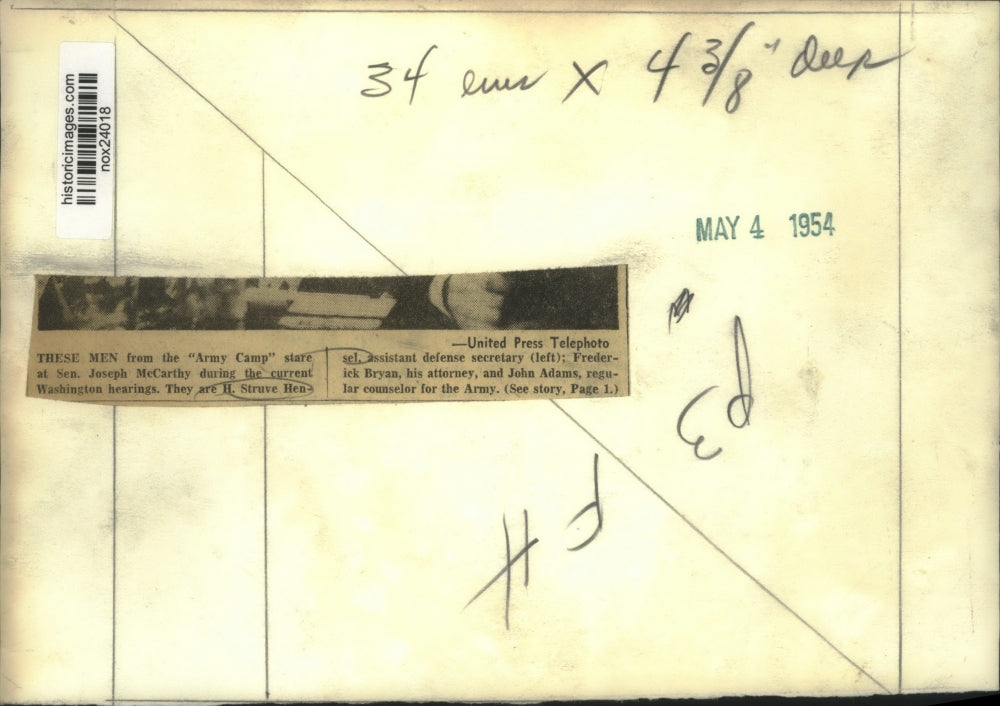 34 ems X 4 3/8" deep
historicimages.com
nox24018
MAY 4 1954
—United Press Telephoto
THESE MEN from the "Army Camp" stare
at Sen. Joseph McCarthy during the current
Washington hearings. They are H. Struve Hen-
sel, assistant defense secretary (left); Freder-
ick Bryan, his attorney, and John Adams, regu-
lar counselor for the Army. (See story, Page 1.)
P3